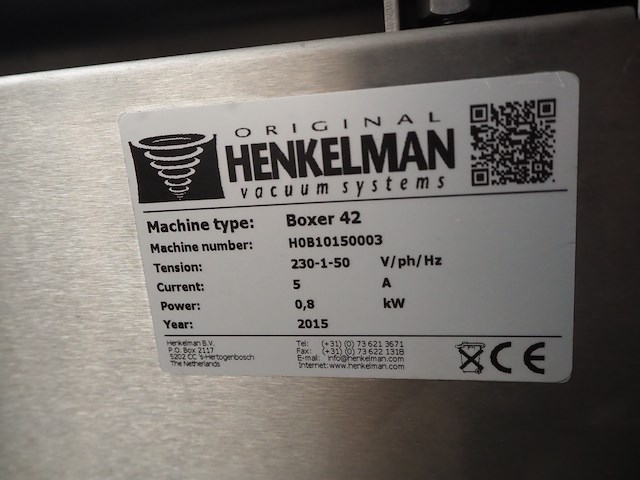 ORIGINAL
HENKELMAN
vacuum systems
Machine type: Boxer 42
Machine number: H0B10150003
Tension: 230-1-50 V/ph/Hz
Current: 5 A
Power: 0,8 kW
Year: 2015
Henkelman B.V.
P.O. Box 2117
5202 CC 's-Hertogenbosch
The Netherlands
Tel: (+31) (0) 73 621 3671
Fax: (+31) (0) 73 622 1318
E-mail: info@henkelman.com
Internet: www.henkelman.com
CE